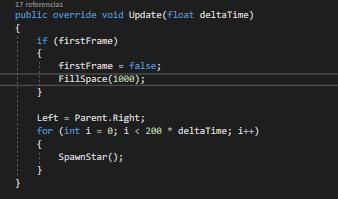 17 referencias
public override void Update(float deltaTime)
{
if (firstFrame)
{
firstFrame = false;
FillSpace(1000);
}
Left = Parent.Right;
for (int i = 0; i < 200 * deltaTime; i++)
{
SpawnStar();
}
}